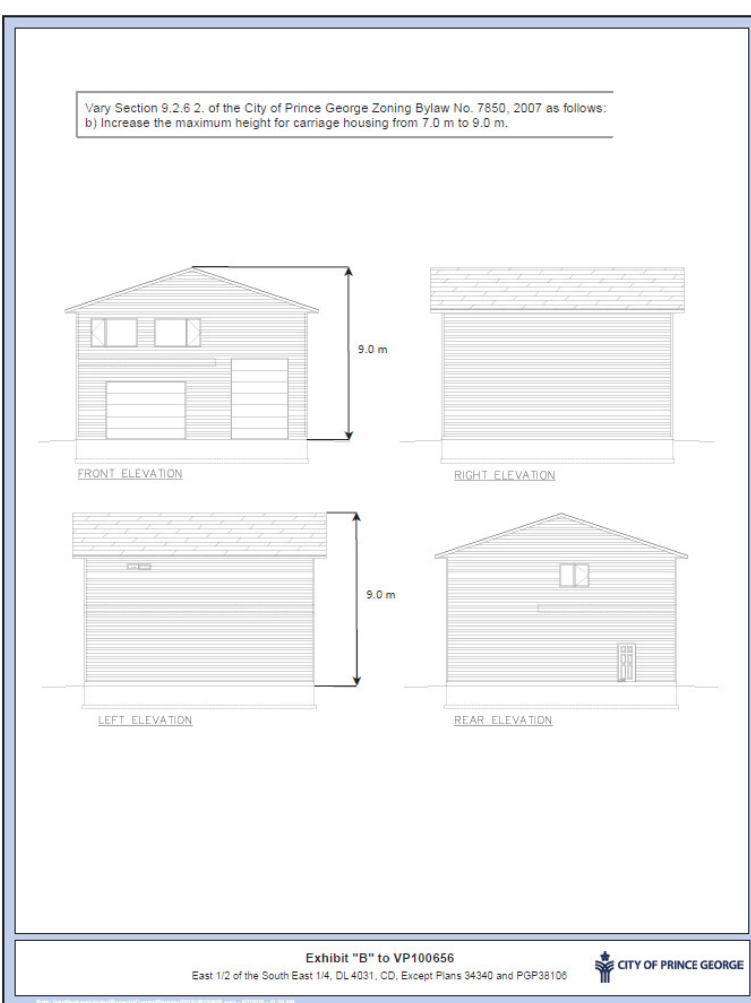 Vary Section 9.2.6 2. of the City of Prince George Zoning Bylaw No. 7850, 2007 as follows:
b) Increase the maximum height for carriage housing from 7.0 m to 9.0 m.
9.0 m
FRONT ELEVATION
RIGHT ELEVATION
9.0 m
LEFT ELEVATION
REAR ELEVATION
Exhibit "B" to VP100656
East 1/2 of the South East 1/4, DL 4031, CD, Except Plans 34340 and PGP38106
CITY OF PRINCE GEORGE